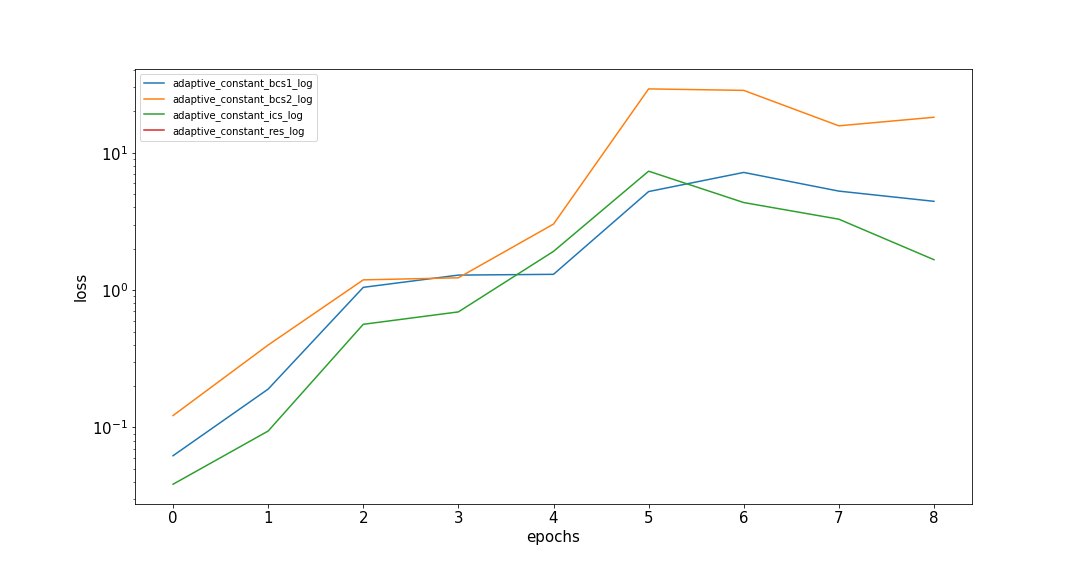 adaptive_constant_bcs1_log
adaptive_constant_bcs2_log
adaptive_constant_ics_log
adaptive_constant_res_log
10¹
10⁰
10⁻¹
loss
0 1 2 3 4 5 6 7 8
epochs